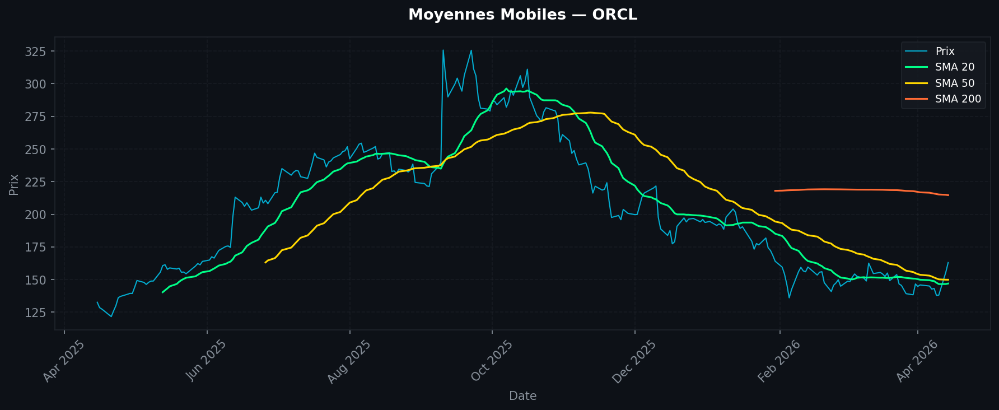 Moyennes Mobiles — ORCL
Prix
SMA 20
SMA 50
SMA 200
325
300
275
250
225
200
175
150
125
Prix
Apr 2025
Jun 2025
Aug 2025
Oct 2025
Dec 2025
Feb 2026
Apr 2026
Date